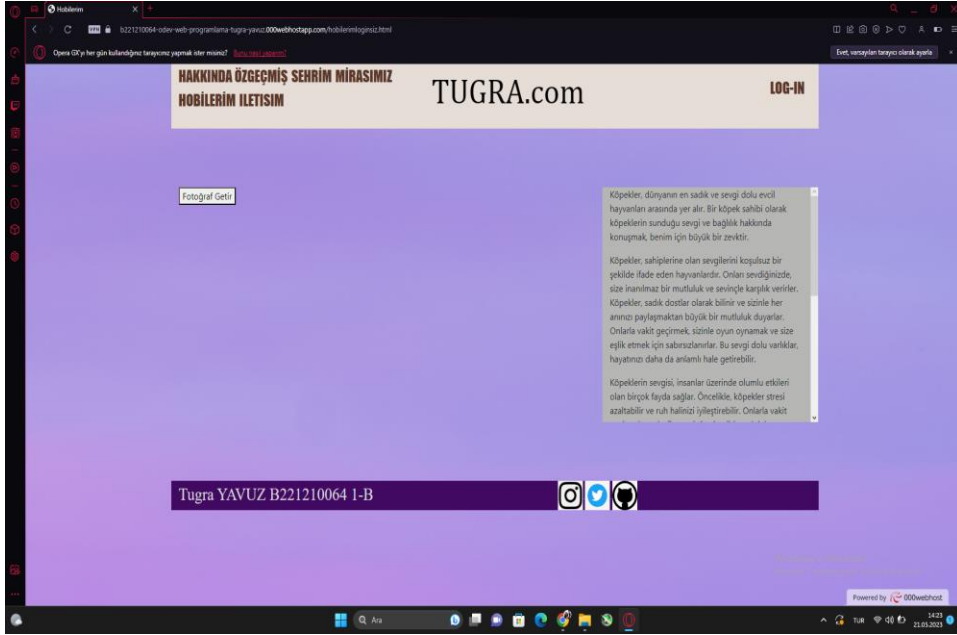 Hobilerim
VPN
b221210064-odev-web-programlama-tugra-yavuz.000webhostapp.com/hobilerimloginsiz.html
Opera GX'yi her gün kullandığınız tarayıcınız yapmak ister misiniz? Bunu nasıl yaparım?
Evet, varsayılan tarayıcı olarak ayarla
HAKKINDA ÖZGEÇMİŞ SEHRİM MİRASIMIZ
HOBİLERİM ILETISIM
TUGRA.com
LOG-IN
Fotoğraf Getir
Köpekler, dünyanın en sadık ve sevgi dolu evcil
hayvanları arasında yer alır. Bir köpek sahibi olarak
köpeklerin sunduğu sevgi ve bağlılık hakkında
konuşmak, benim için büyük bir zevktir.
Köpekler, sahiplerine olan sevgilerini koşulsuz bir
şekilde ifade eden hayvanlardır. Onları sevdiğinizde,
size inanılmaz bir mutluluk ve sevinçle karşılık verirler.
Köpekler, sadık dostlar olarak bilinir ve sizinle her
anınızı paylaşmaktan büyük bir mutluluk duyarlar.
Onlarla vakit geçirmek, sizinle oyun oynamak ve size
eşlik etmek için sabırsızlanırlar. Bu sevgi dolu varlıklar,
hayatınızı daha da anlamlı hale getirebilir.
Köpeklerin sevgisi, insanlar üzerinde olumlu etkileri
olan birçok fayda sağlar. Öncelikle, köpekler stresi
azaltabilir ve ruh halinizi iyileştirebilir. Onlarla vakit
Tugra YAVUZ B221210064 1-B
Powered by 000webhost
Ara
TUR
14:23
21.05.2023